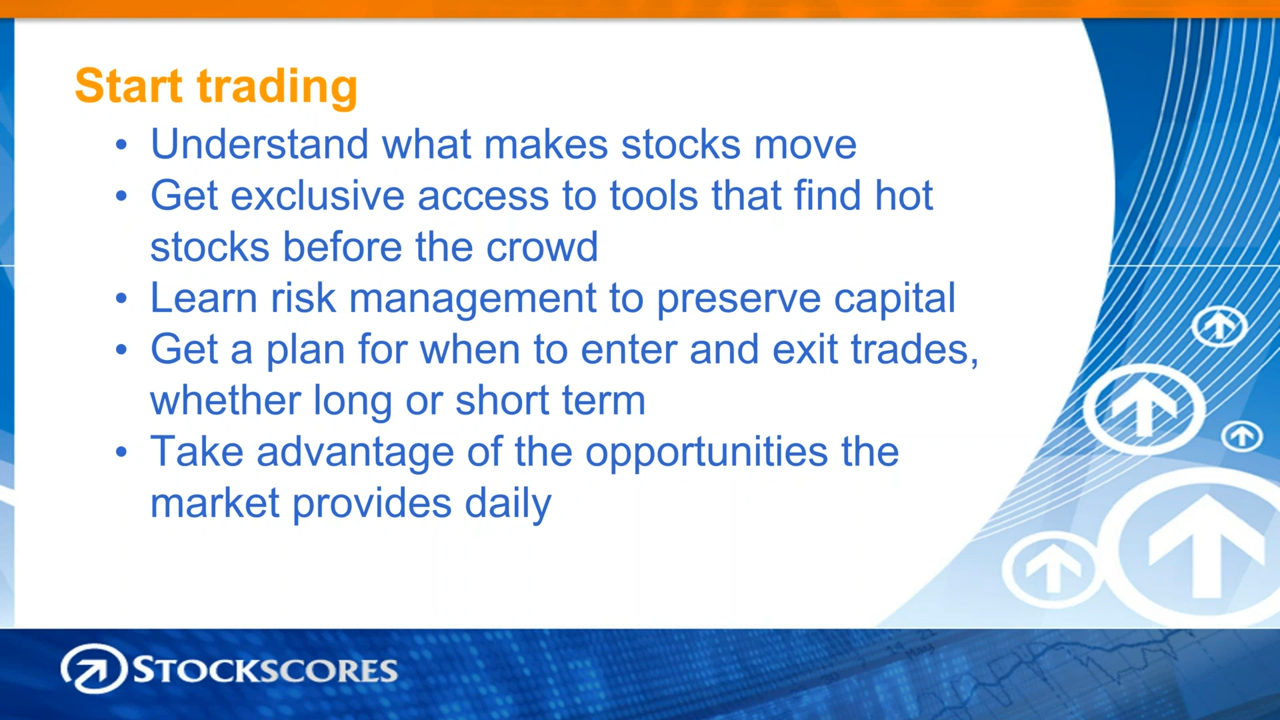 Start trading
• Understand what makes stocks move
• Get exclusive access to tools that find hot
stocks before the crowd
• Learn risk management to preserve capital
• Get a plan for when to enter and exit trades,
whether long or short term
• Take advantage of the opportunities the
market provides daily
STOCKSCORES